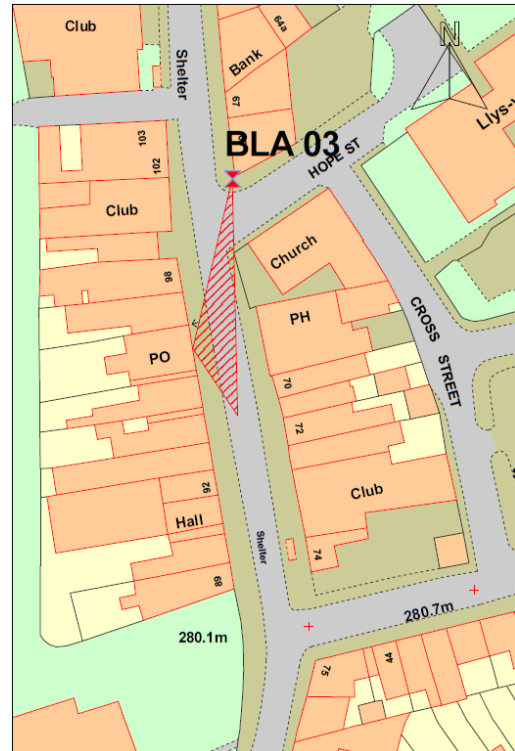 Club
64a
Shelter
Bank
67
N
Llys-
103
102
BLA 03
HOPE ST
Club
Church
98
CROSS STREET
PH
PO
70
72
92
Club
Hall
Shelter
74
89
280.7m
280.1m
44
75